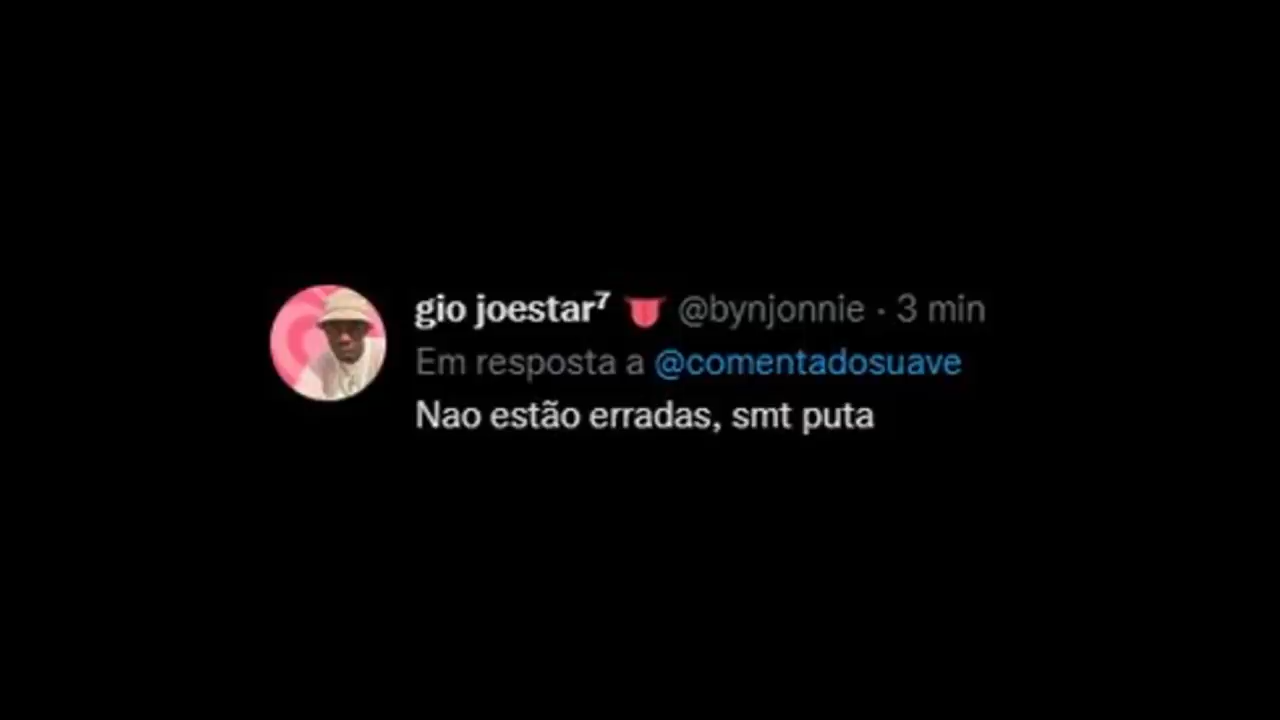 gio joestar⁷ 👅 @bynjonnie · 3 min
Em resposta a @comentadosuave
Nao estão erradas, smt puta